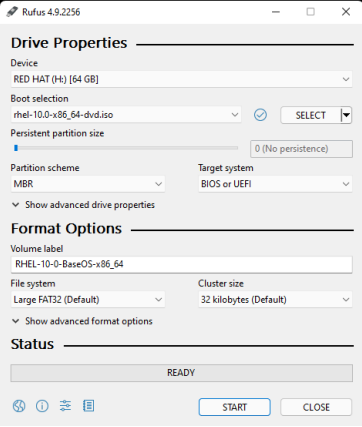 Rufus 4.9.2256
Drive Properties
Device
RED HAT (H:) [64 GB]
Boot selection
rhel-10.0-x86_64-dvd.iso
SELECT
Persistent partition size
0 (No persistence)
Partition scheme
Target system
MBR
BIOS or UEFI
Show advanced drive properties
Format Options
Volume label
RHEL-10-0-BaseOS-x86_64
File system
Cluster size
Large FAT32 (Default)
32 kilobytes (Default)
Show advanced format options
Status
READY
START
CLOSE